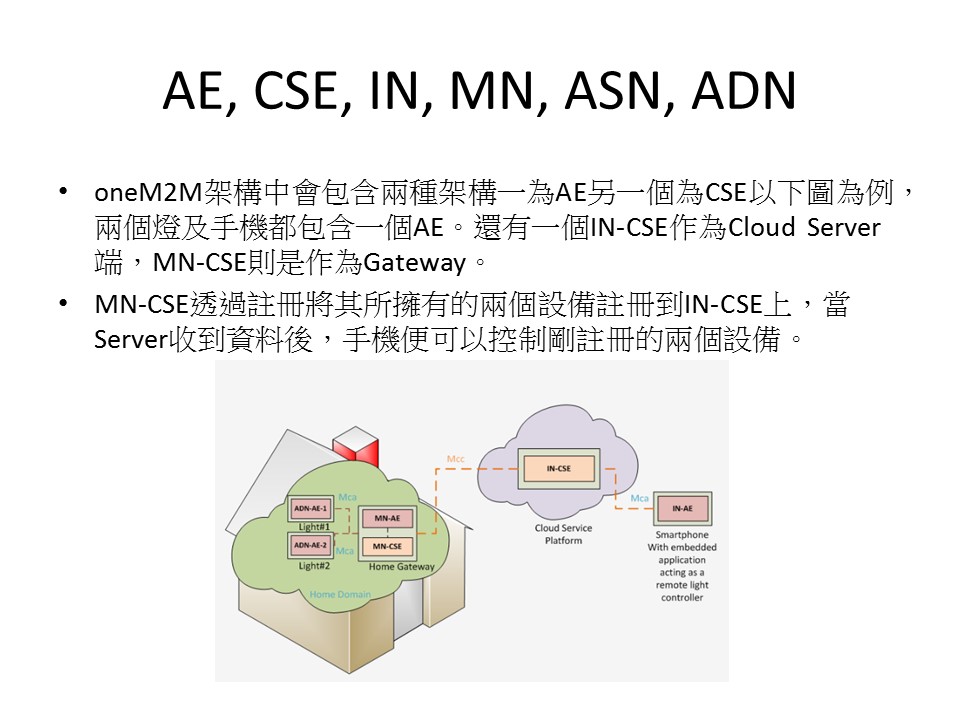 AE, CSE, IN, MN, ASN, ADN
• oneM2M架構中會包含兩種架構一為AE另一個為CSE以下圖為例，
兩個燈及手機都包含一個AE。還有一個IN-CSE作為Cloud Server
端，MN-CSE則是作為Gateway。
• MN-CSE透過註冊將其所擁有的兩個設備註冊到IN-CSE上，當
Server收到資料後，手機便可以控制剛註冊的兩個設備。
Mcc
IN-CSE
Mca
IN-AE
Cloud Service
Platform
Smartphone
With embedded
application
acting as a
remote light
controller
ADN-AE-1
Mca
Light#1
MN-AE
ADN-AE-2
Mca
MN-CSE
Light#2
Home Gateway
Home Domain